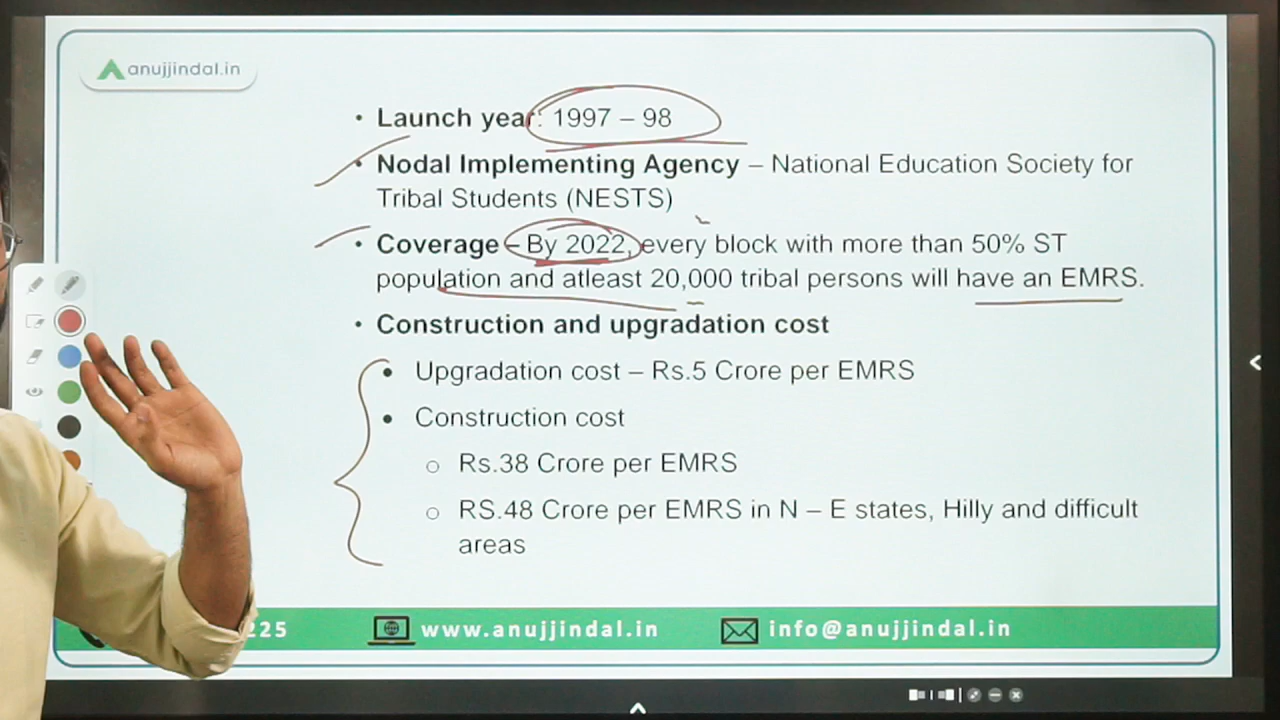 anujjindal.in
• Launch year: 1997 – 98
• Nodal Implementing Agency – National Education Society for
Tribal Students (NESTS)
• Coverage – By 2022, every block with more than 50% ST
population and atleast 20,000 tribal persons will have an EMRS.
• Construction and upgradation cost
• Upgradation cost – Rs.5 Crore per EMRS
• Construction cost
○ Rs.38 Crore per EMRS
○ RS.48 Crore per EMRS in N – E states, Hilly and difficult
areas
225 www.anujjindal.in info@anujjindal.in